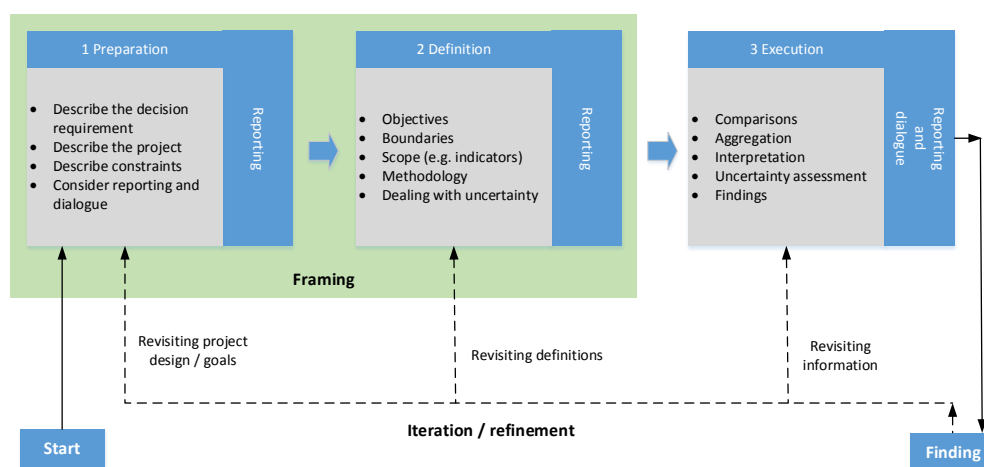 1 Preparation
Reporting
• Describe the decision
requirement
• Describe the project
• Describe constraints
• Consider reporting and
dialogue
2 Definition
Reporting
• Objectives
• Boundaries
• Scope (e.g. indicators)
• Methodology
• Dealing with uncertainty
3 Execution
Reporting
and
dialogue
• Comparisons
• Aggregation
• Interpretation
• Uncertainty assessment
• Findings
Framing
Revisiting project
design / goals
Revisiting definitions
Revisiting
information
Iteration / refinement
Start
Finding